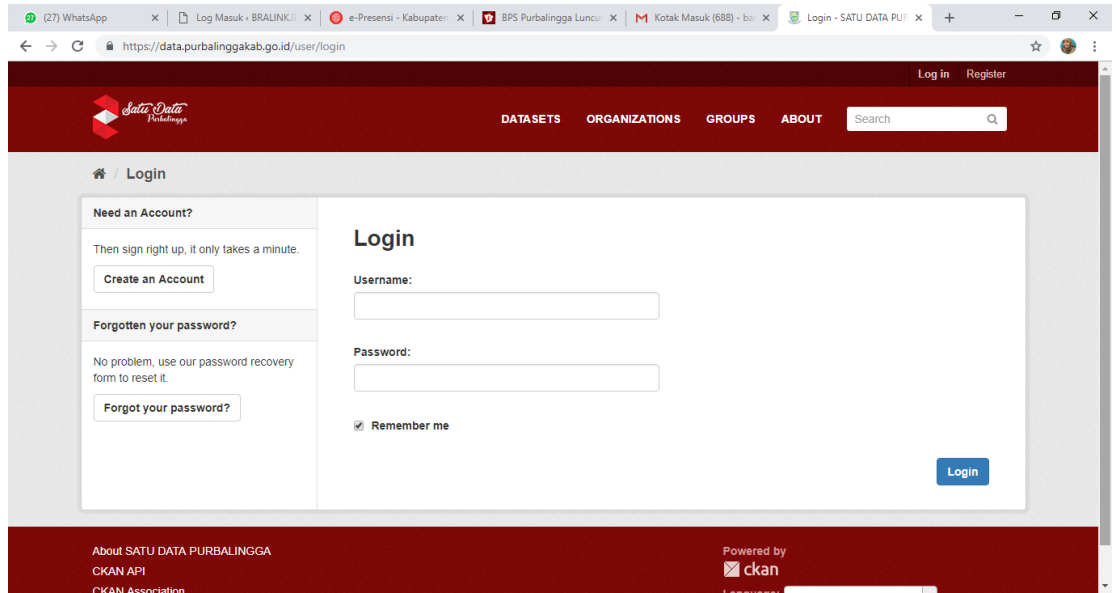 (27) WhatsApp
Log Masuk ‹ BRALINK.I
e-Presensi - Kabupaten
BPS Purbalingga Luncur
Kotak Masuk (688) - ba
Login - SATU DATA PUR
https://data.purbalinggakab.go.id/user/login
Log in Register
Satu Data
Purbalingga
DATASETS ORGANIZATIONS GROUPS ABOUT Search
/ Login
Need an Account?
Then sign right up, it only takes a minute.
Create an Account
Forgotten your password?
No problem, use our password recovery
form to reset it.
Forgot your password?
Login
Username:
Password:
Remember me
Login
About SATU DATA PURBALINGGA
CKAN API
CKAN Association
Powered by
ckan
Language: